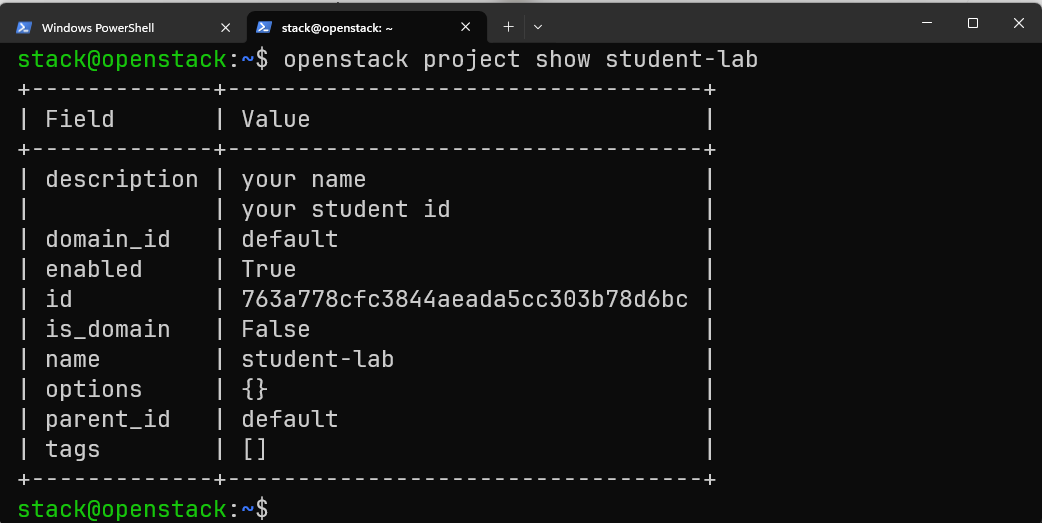 Windows PowerShell
stack@openstack: ~
stack@openstack:~$ openstack project show student-lab
+-------------+----------------------------------+
| Field       | Value                            |
+-------------+----------------------------------+
| description | your name                        |
|             | your student id                  |
| domain_id   | default                          |
| enabled     | True                             |
| id          | 763a778cfc3844aeada5cc303b78d6bc |
| is_domain   | False                            |
| name        | student-lab                      |
| options     | {}                               |
| parent_id   | default                          |
| tags        | []                               |
+-------------+----------------------------------+
stack@openstack:~$